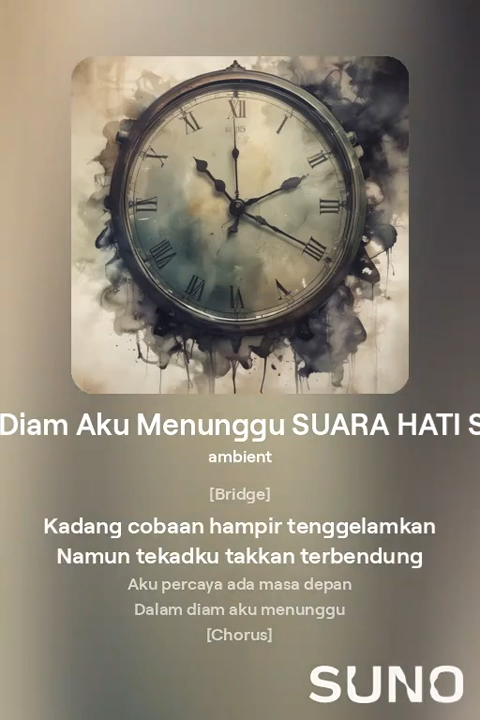 XII
Diam Aku Menunggu SUARA HATI S
ambient
[Bridge]
Kadang cobaan hampir tenggelamkan
Namun tekadku takkan terbendung
Aku percaya ada masa depan
Dalam diam aku menunggu
[Chorus]
SUNO